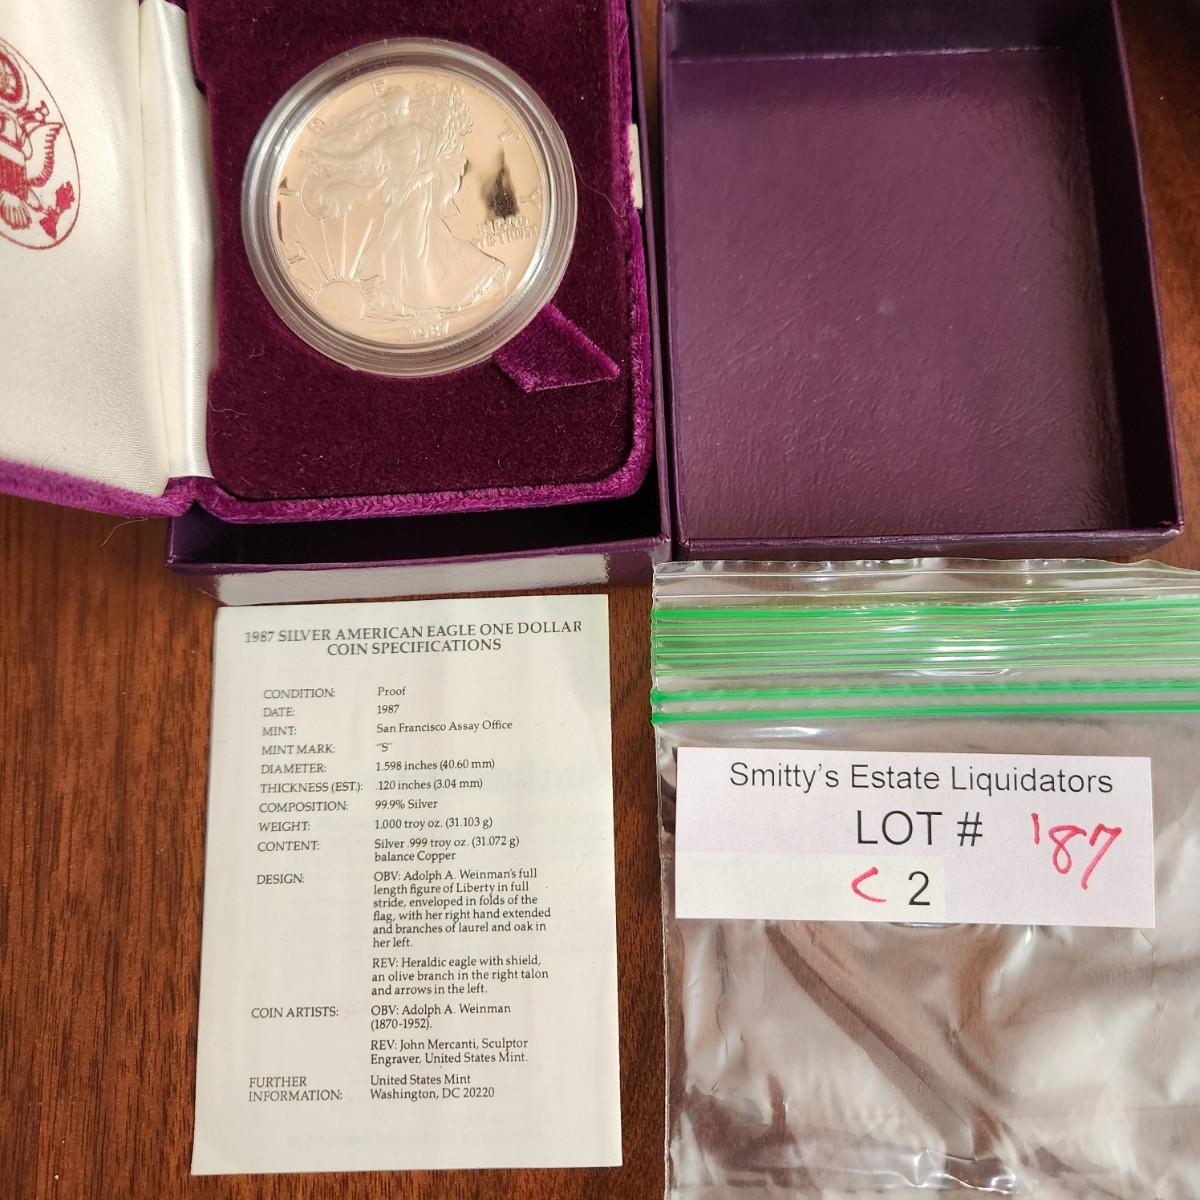 LIBERTY
IN GOD
WE TRUST
1987
1987 SILVER AMERICAN EAGLE ONE DOLLAR
COIN SPECIFICATIONS
CONDITION: Proof
DATE: 1987
MINT: San Francisco Assay Office
MINT MARK: "S"
DIAMETER: 1.598 inches (40.60 mm)
THICKNESS (EST.): .120 inches (3.04 mm)
COMPOSITION: 99.9% Silver
WEIGHT: 1.000 troy oz. (31.103 g)
CONTENT: Silver .999 troy oz. (31.072 g)
balance Copper
DESIGN: OBV: Adolph A. Weinman's full
length figure of Liberty in full
stride, enveloped in folds of the
flag, with her right hand extended
and branches of laurel and oak in
her left.
REV: Heraldic eagle with shield,
an olive branch in the right talon
and arrows in the left.
COIN ARTISTS: OBV: Adolph A. Weinman
(1870-1952).
REV: John Mercanti, Sculptor
Engraver, United States Mint.
FURTHER United States Mint
INFORMATION: Washington, DC 20220
Smitty's Estate Liquidators
LOT # '87
C 2